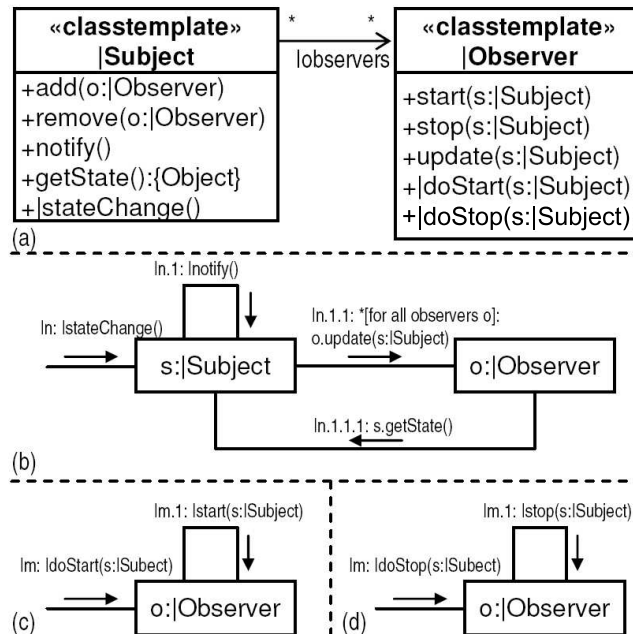 «classtemplate»
|Subject
+add(o:|Observer)
+remove(o:|Observer)
+notify()
+getState():{Object}
+|stateChange()
* *
|observers
«classtemplate»
|Observer
+start(s:|Subject)
+stop(s:|Subject)
+update(s:|Subject)
+|doStart(s:|Subject)
+|doStop(s:|Subject)
(a)
|n.1: |notify()
|n: |stateChange()
s:|Subject
|n.1.1: *[for all observers o]:
o.update(s:|Subject)
o:|Observer
|n.1.1.1: s.getState()
(b)
|m.1: |start(s:|Subject)
|m: |doStart(s:|Subect)
o:|Observer
(c)
|m.1: |stop(s:|Subject)
|m: |doStop(s:|Subect)
o:|Observer
(d)